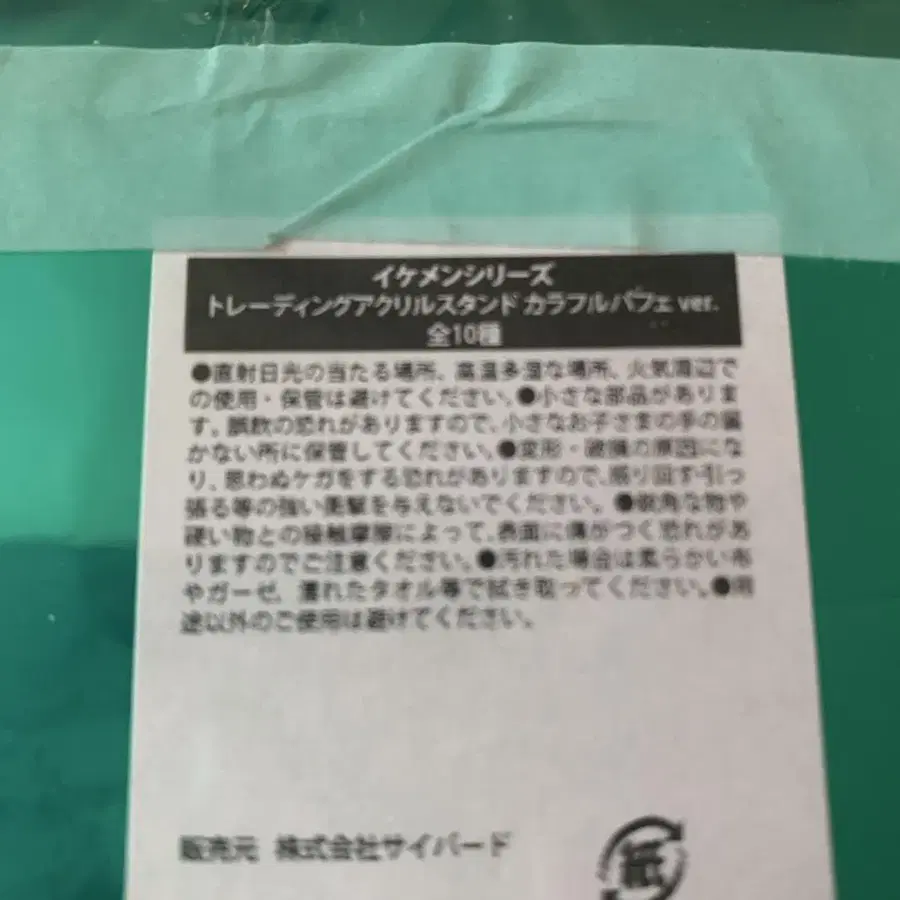 イケメンシリーズ
トレーディングアクリルスタンド カラフルパフェ ver.
全10種
●直射日光の当たる場所、高温多湿な場所、火気周辺で
の使用・保管は避けてください。●小さな部品がありま
す。誤飲の恐れがありますので、小さなお子さまの手の届
かない所に保管してください。●変形・破損の原因にな
り、思わぬケガをする恐れがありますので、振り回す引っ
張る等の強い衝撃を与えないでください。●鋭角な物や
硬い物との接触摩擦によって、表面に傷がつく恐れがあ
りますのでご注意ください。●汚れた場合は柔らかい布
やガーゼ、濡れたタオル等で拭き取ってください。●用
途以外のご使用は避けてください。
販売元 株式会社サイバード
紙